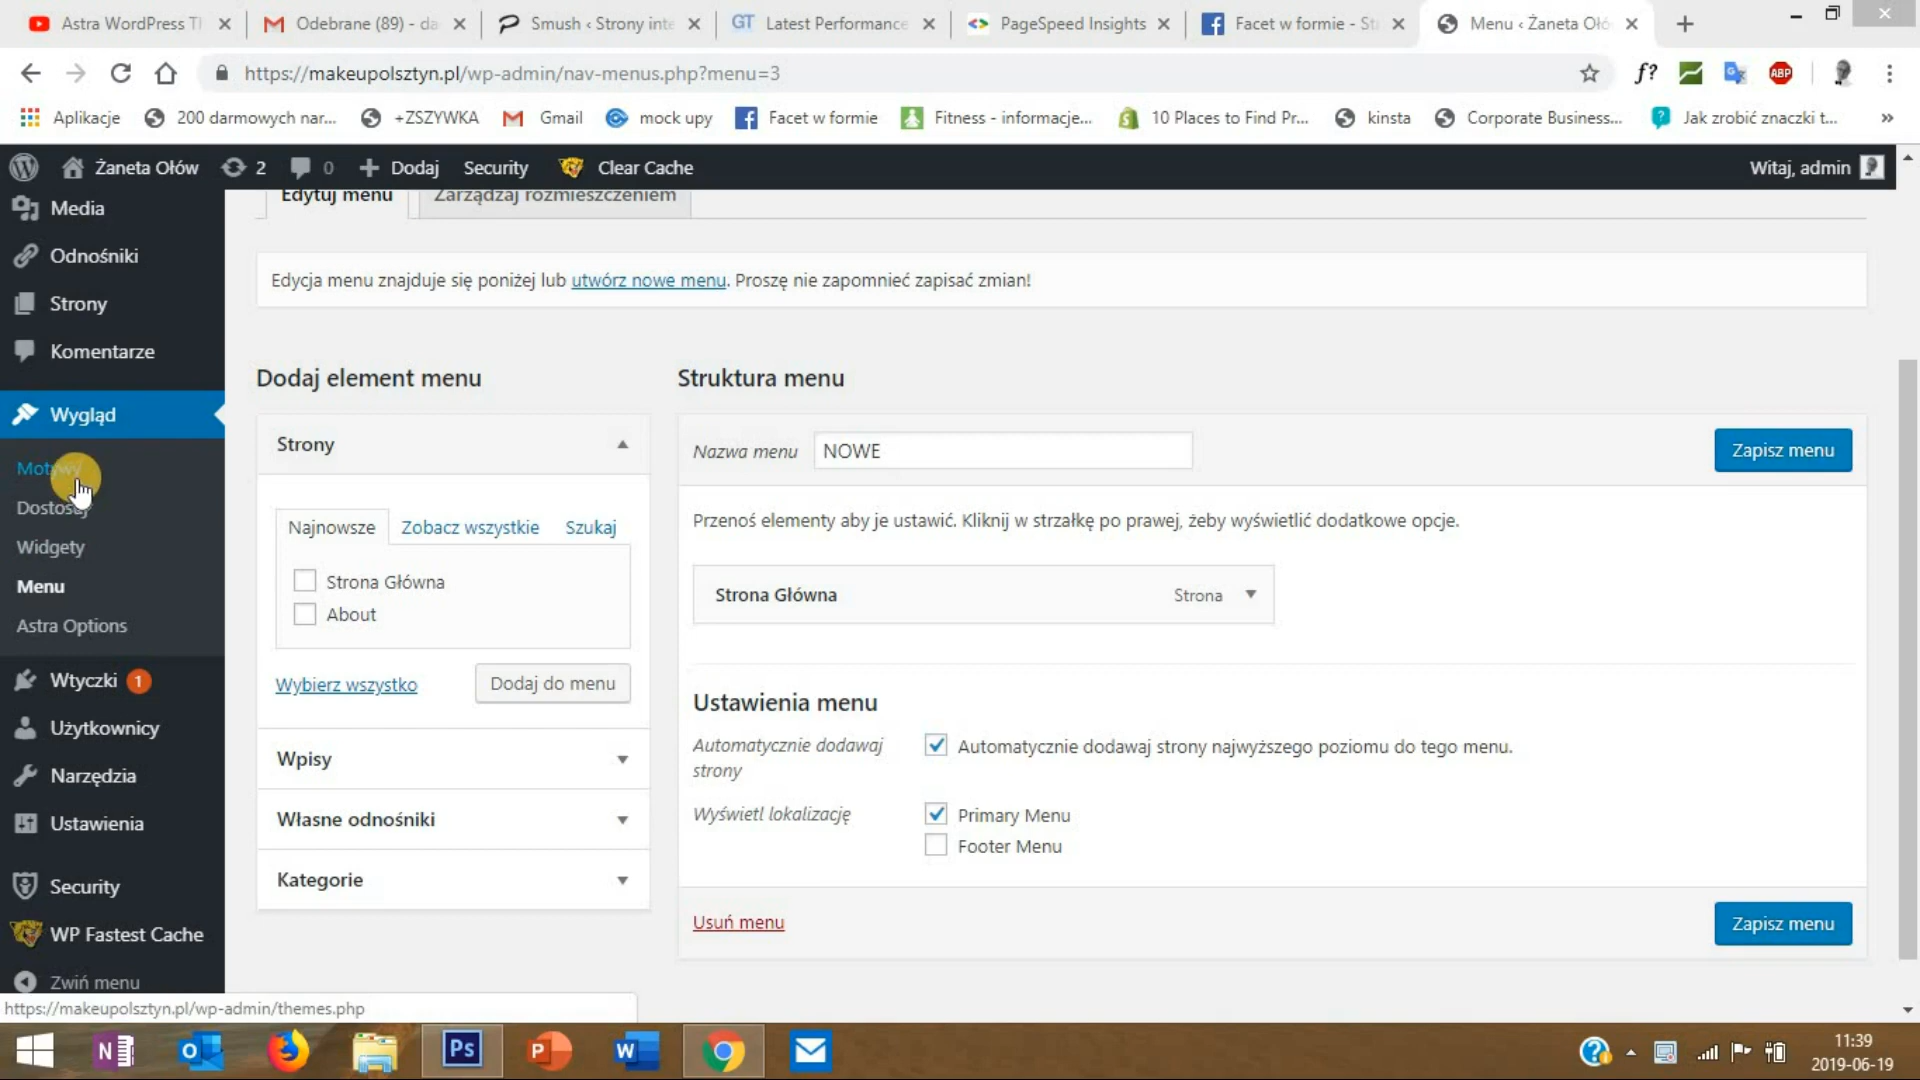 Astra WordPress T
Odebrane (89) - da
Smush ‹ Strony inte
Latest Performance
PageSpeed Insights
Facet w formie - St
Menu ‹ Żaneta Ołó
https://makeupolsztyn.pl/wp-admin/nav-menus.php?menu=3
f?
ABP
Aplikacje
200 darmowych nar...
+ZSZYWKA
Gmail
mock upy
Facet w formie
Fitness - informacje...
10 Places to Find Pr...
kinsta
Corporate Business...
Jak zrobić znaczki t...
»
Żaneta Ołów
2
0
Dodaj
Security
Clear Cache
Witaj, admin
Media
Odnośniki
Strony
Komentarze
Wygląd
Motywy
Dostosuj
Widgety
Menu
Astra Options
Wtyczki 1
Użytkownicy
Narzędzia
Ustawienia
Security
WP Fastest Cache
Zwiń menu
https://makeupolsztyn.pl/wp-admin/themes.php
Edytuj menu
Zarządzaj rozmieszczeniem
Edycja menu znajduje się poniżej lub utwórz nowe menu. Proszę nie zapomnieć zapisać zmian!
Dodaj element menu
Strony
Najnowsze
Zobacz wszystkie
Szukaj
Strona Główna
About
Wybierz wszystko
Dodaj do menu
Wpisy
Własne odnośniki
Kategorie
Struktura menu
Nazwa menu
NOWE
Zapisz menu
Przenoś elementy aby je ustawić. Kliknij w strzałkę po prawej, żeby wyświetlić dodatkowe opcje.
Strona Główna
Strona
Ustawienia menu
Automatycznie dodawaj
strony
Automatycznie dodawaj strony najwyższego poziomu do tego menu.
Wyświetl lokalizację
Primary Menu
Footer Menu
Usuń menu
Zapisz menu
11:39
2019-06-19